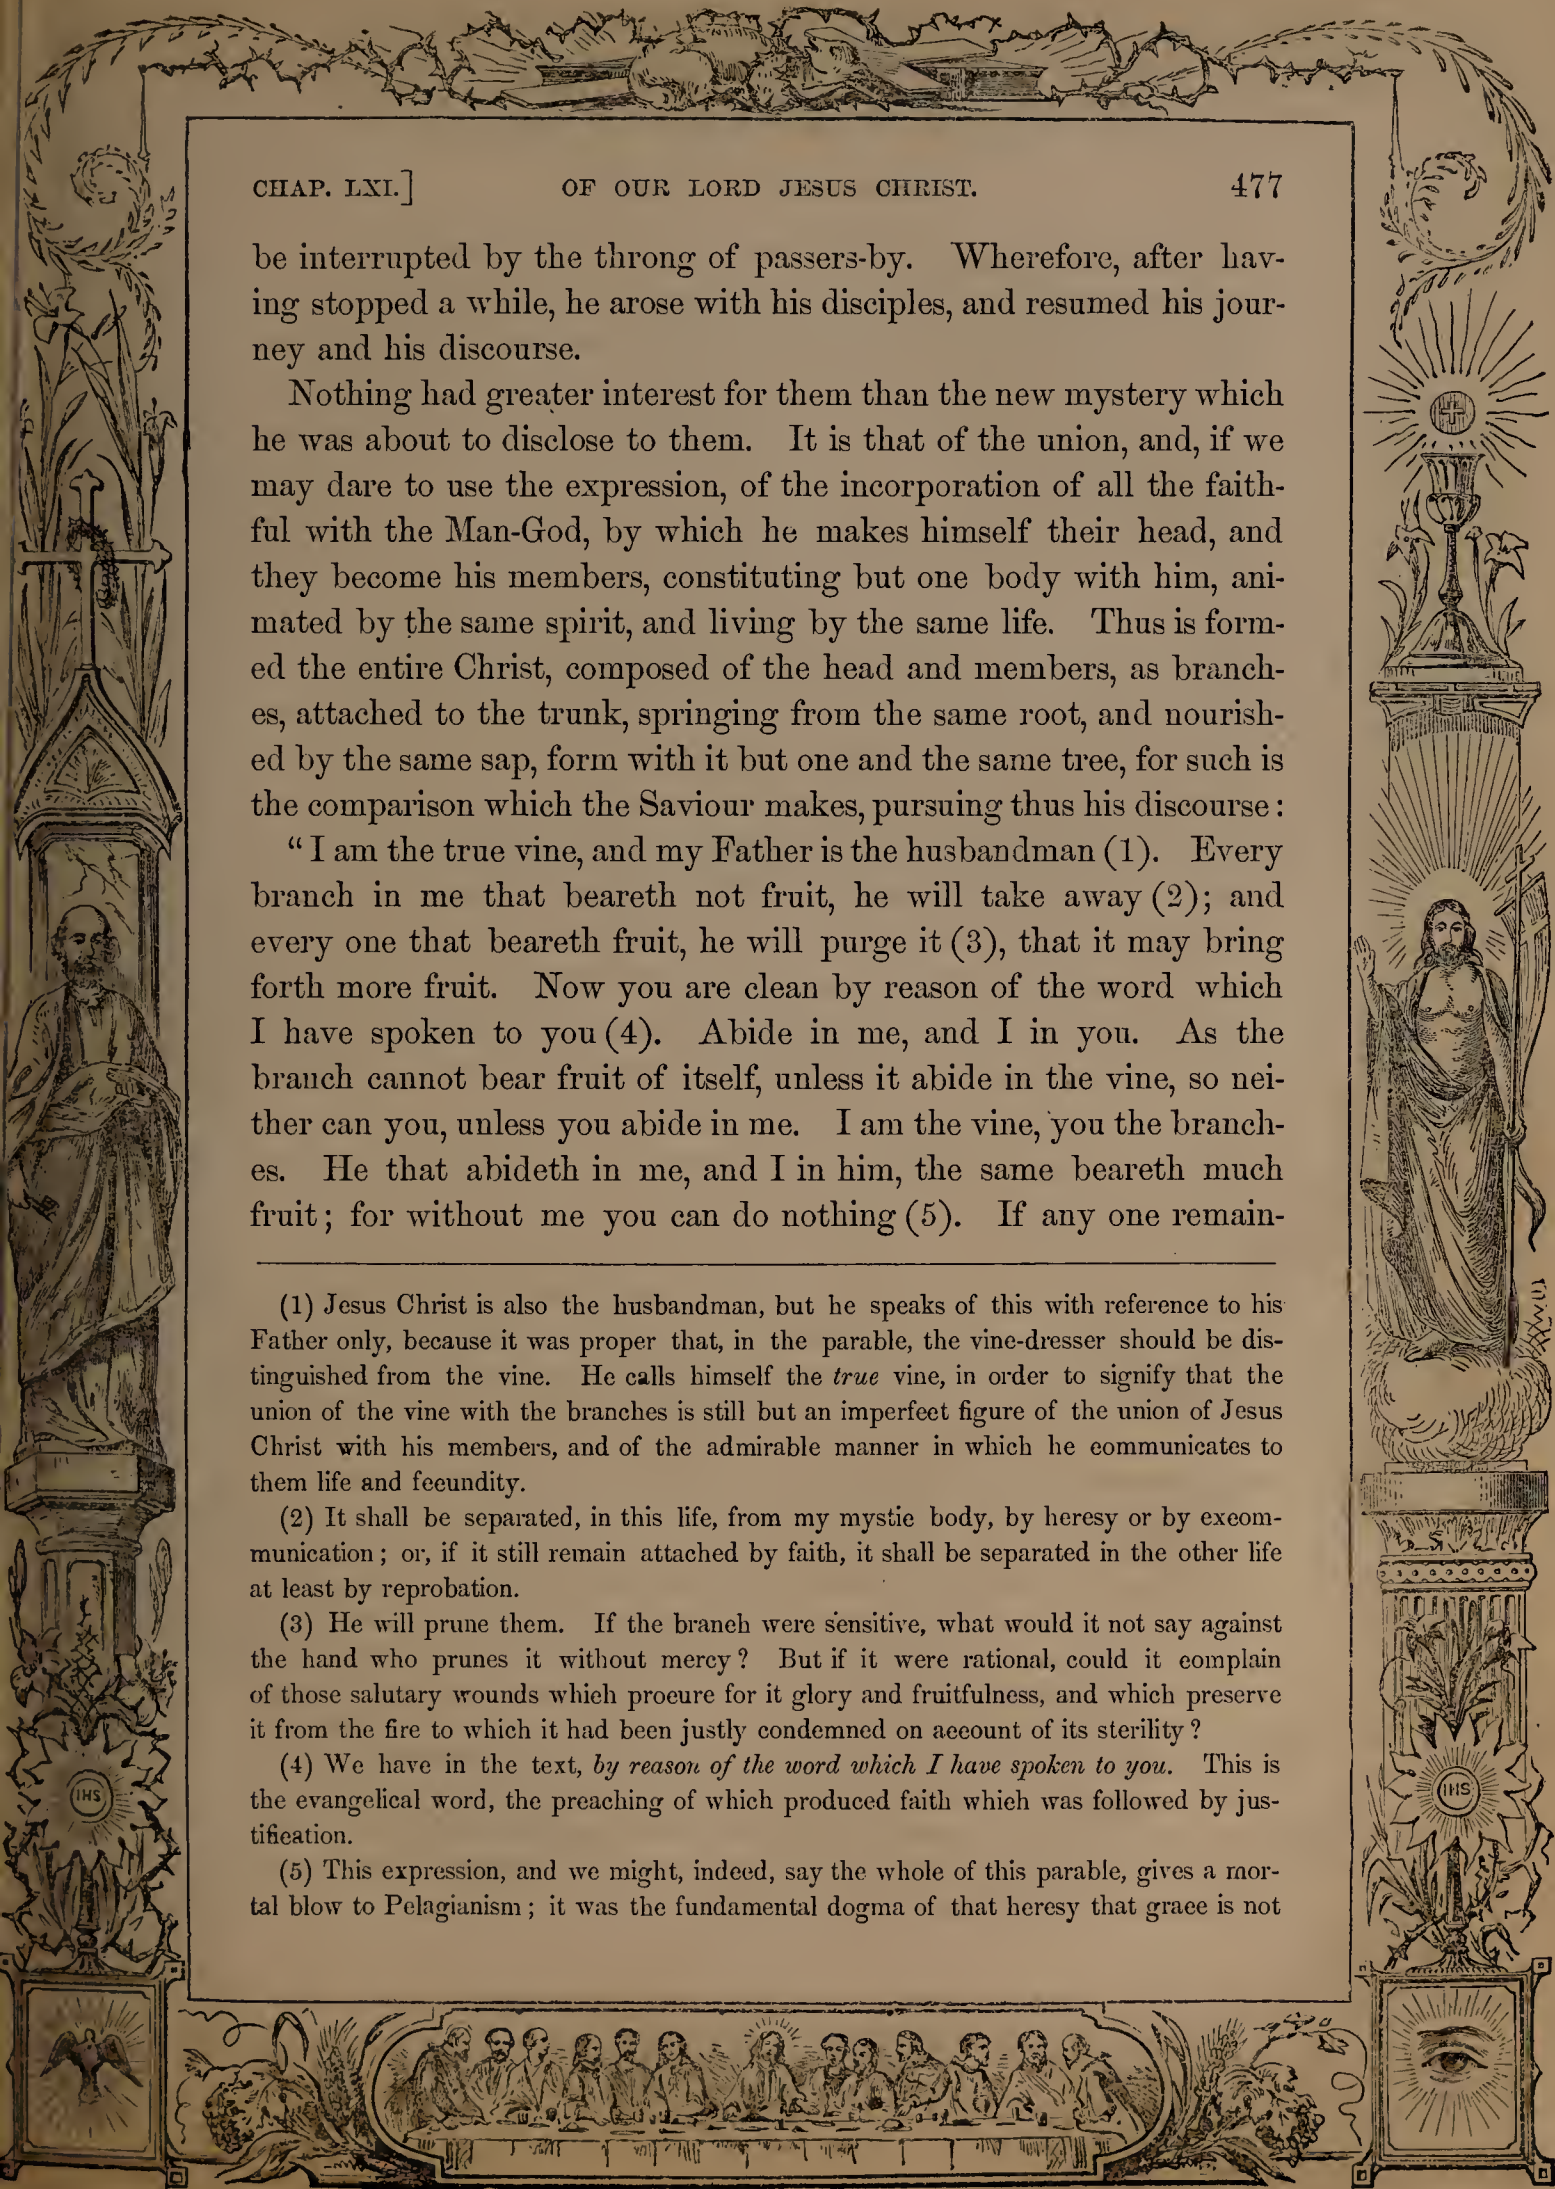 CHAP. LXI.] OF OUR LORD JESUS CHRIST. 477
be interrupted by the throng of passers-by. Wherefore, after hav-
ing stopped a while, he arose with his disciples, and resumed his jour-
ney and his discourse.
Nothing had greater interest for them than the new mystery which
he was about to disclose to them. It is that of the union, and, if we
may dare to use the expression, of the incorporation of all the faith-
ful with the Man-God, by which he makes himself their head, and
they become his members, constituting but one body with him, ani-
mated by the same spirit, and living by the same life. Thus is form-
ed the entire Christ, composed of the head and members, as branch-
es, attached to the trunk, springing from the same root, and nourish-
ed by the same sap, form with it but one and the same tree, for such is
the comparison which the Saviour makes, pursuing thus his discourse:
“I am the true vine, and my Father is the husbandman (1). Every
branch in me that beareth not fruit, he will take away (2); and
every one that beareth fruit, he will purge it (3), that it may bring
forth more fruit. Now you are clean by reason of the word which
I have spoken to you (4). Abide in me, and I in you. As the
branch cannot bear fruit of itself, unless it abide in the vine, so nei-
ther can you, unless you abide in me. I am the vine, you the branch-
es. He that abideth in me, and I in him, the same beareth much
fruit; for without me you can do nothing (5). If any one remain-
(1) Jesus Christ is also the husbandman, but he speaks of this with reference to his
Father only, because it was proper that, in the parable, the vine-dresser should be dis-
tinguished from the vine. He calls himself the true vine, in order to signify that the
union of the vine with the branches is still but an imperfect figure of the union of Jesus
Christ with his members, and of the admirable manner in which he communicates to
them life and fecundity.
(2) It shall be separated, in this life, from my mystic body, by heresy or by excom-
munication; or, if it still remain attached by faith, it shall be separated in the other life
at least by reprobation.
(3) He will prune them. If the branch were sensitive, what would it not say against
the hand who prunes it without mercy? But if it were rational, could it complain
of those salutary wounds which procure for it glory and fruitfulness, and which preserve
it from the fire to which it had been justly condemned on account of its sterility?
(4) We have in the text, by reason of the word which I have spoken to you. This is
the evangelical word, the preaching of which produced faith which was followed by jus-
tification.
(5) This expression, and we might, indeed, say the whole of this parable, gives a mor-
tal blow to Pelagianism; it was the fundamental dogma of that heresy that grace is not
IHS
IHS